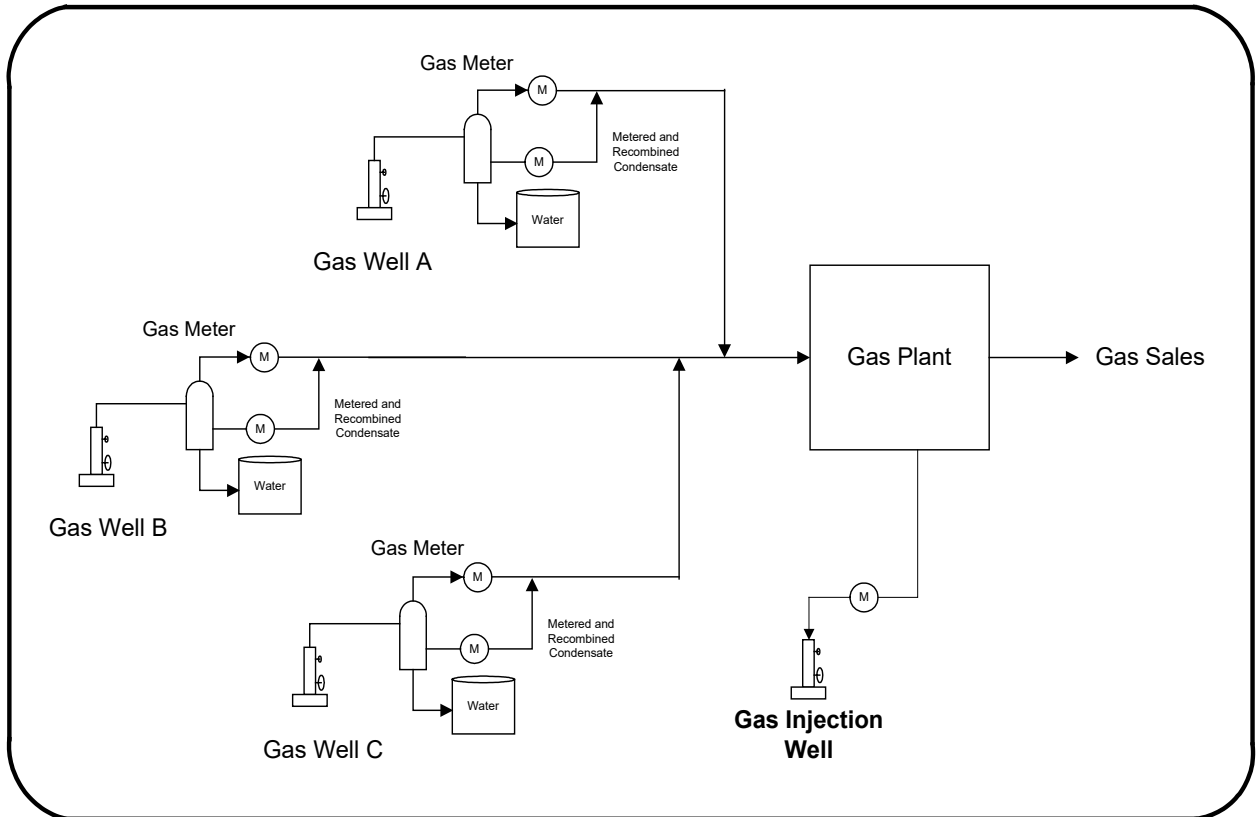 Gas Meter
M
Metered and
Recombined
Condensate
M
Water
Gas Well A
Gas Meter
M
Metered and
Recombined
Condensate
M
Water
Gas Well B
Gas Plant
Gas Sales
Gas Meter
M
Metered and
Recombined
Condensate
M
Water
Gas Well C
M
Gas Injection
Well